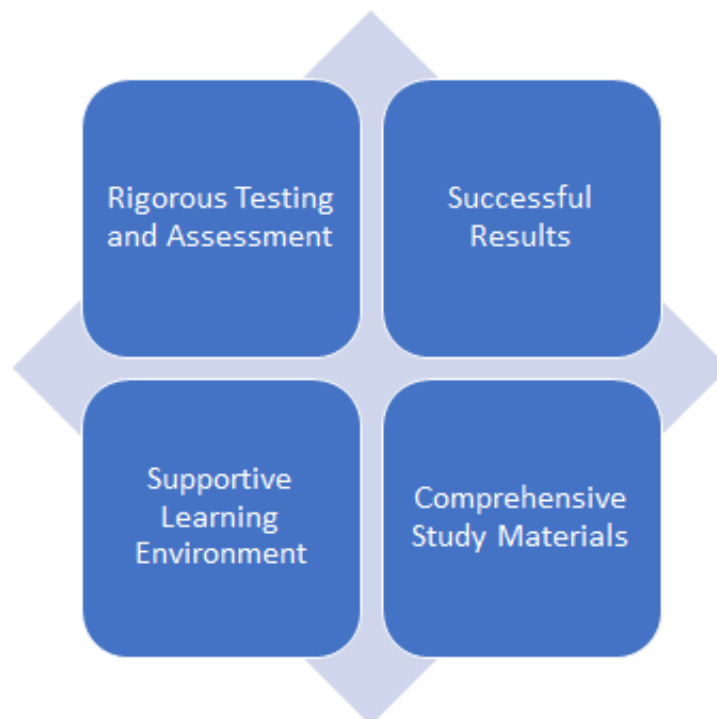 Rigorous Testing
and Assessment
Successful
Results
Supportive
Learning
Environment
Comprehensive
Study Materials